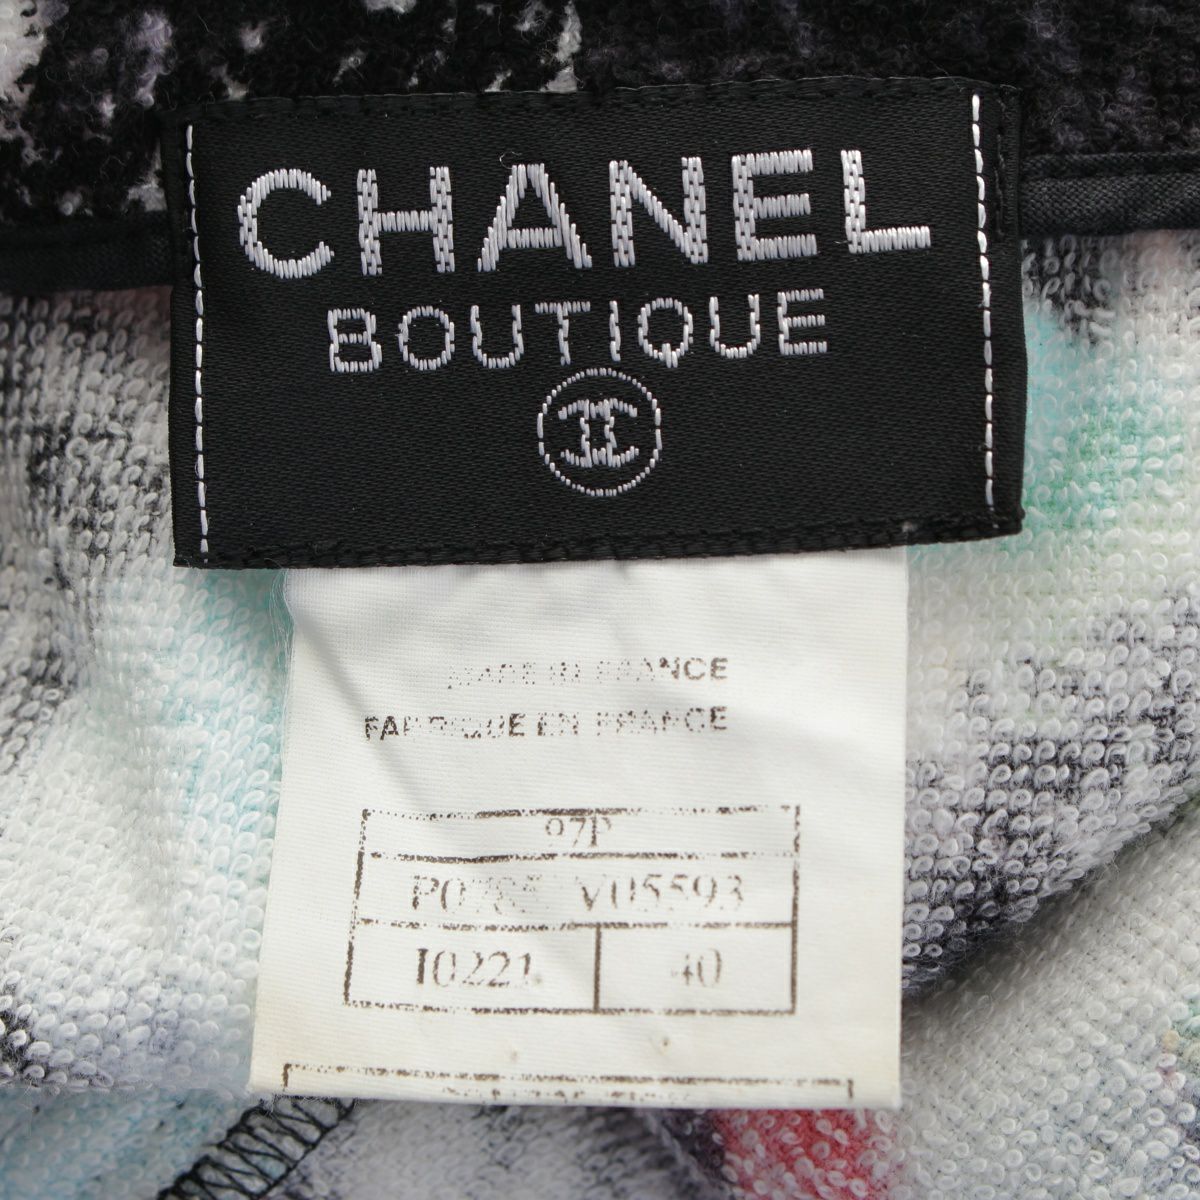 CHANEL
BOUTIQUE
MADE IN FRANCE
FABRIQUE EN FRANCE
97P
V05593
10221 40